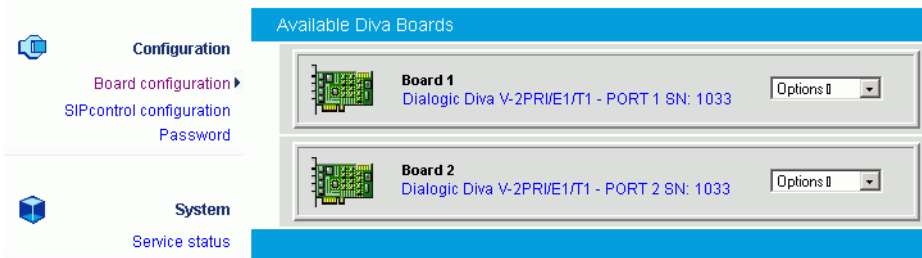 Available Diva Boards
Configuration
Board configuration
SIPcontrol configuration
Password
Board 1
Dialogic Diva V-2PRI/E1/T1 - PORT 1 SN: 1033
Options
Board 2
Dialogic Diva V-2PRI/E1/T1 - PORT 2 SN: 1033
Options
System
Service status